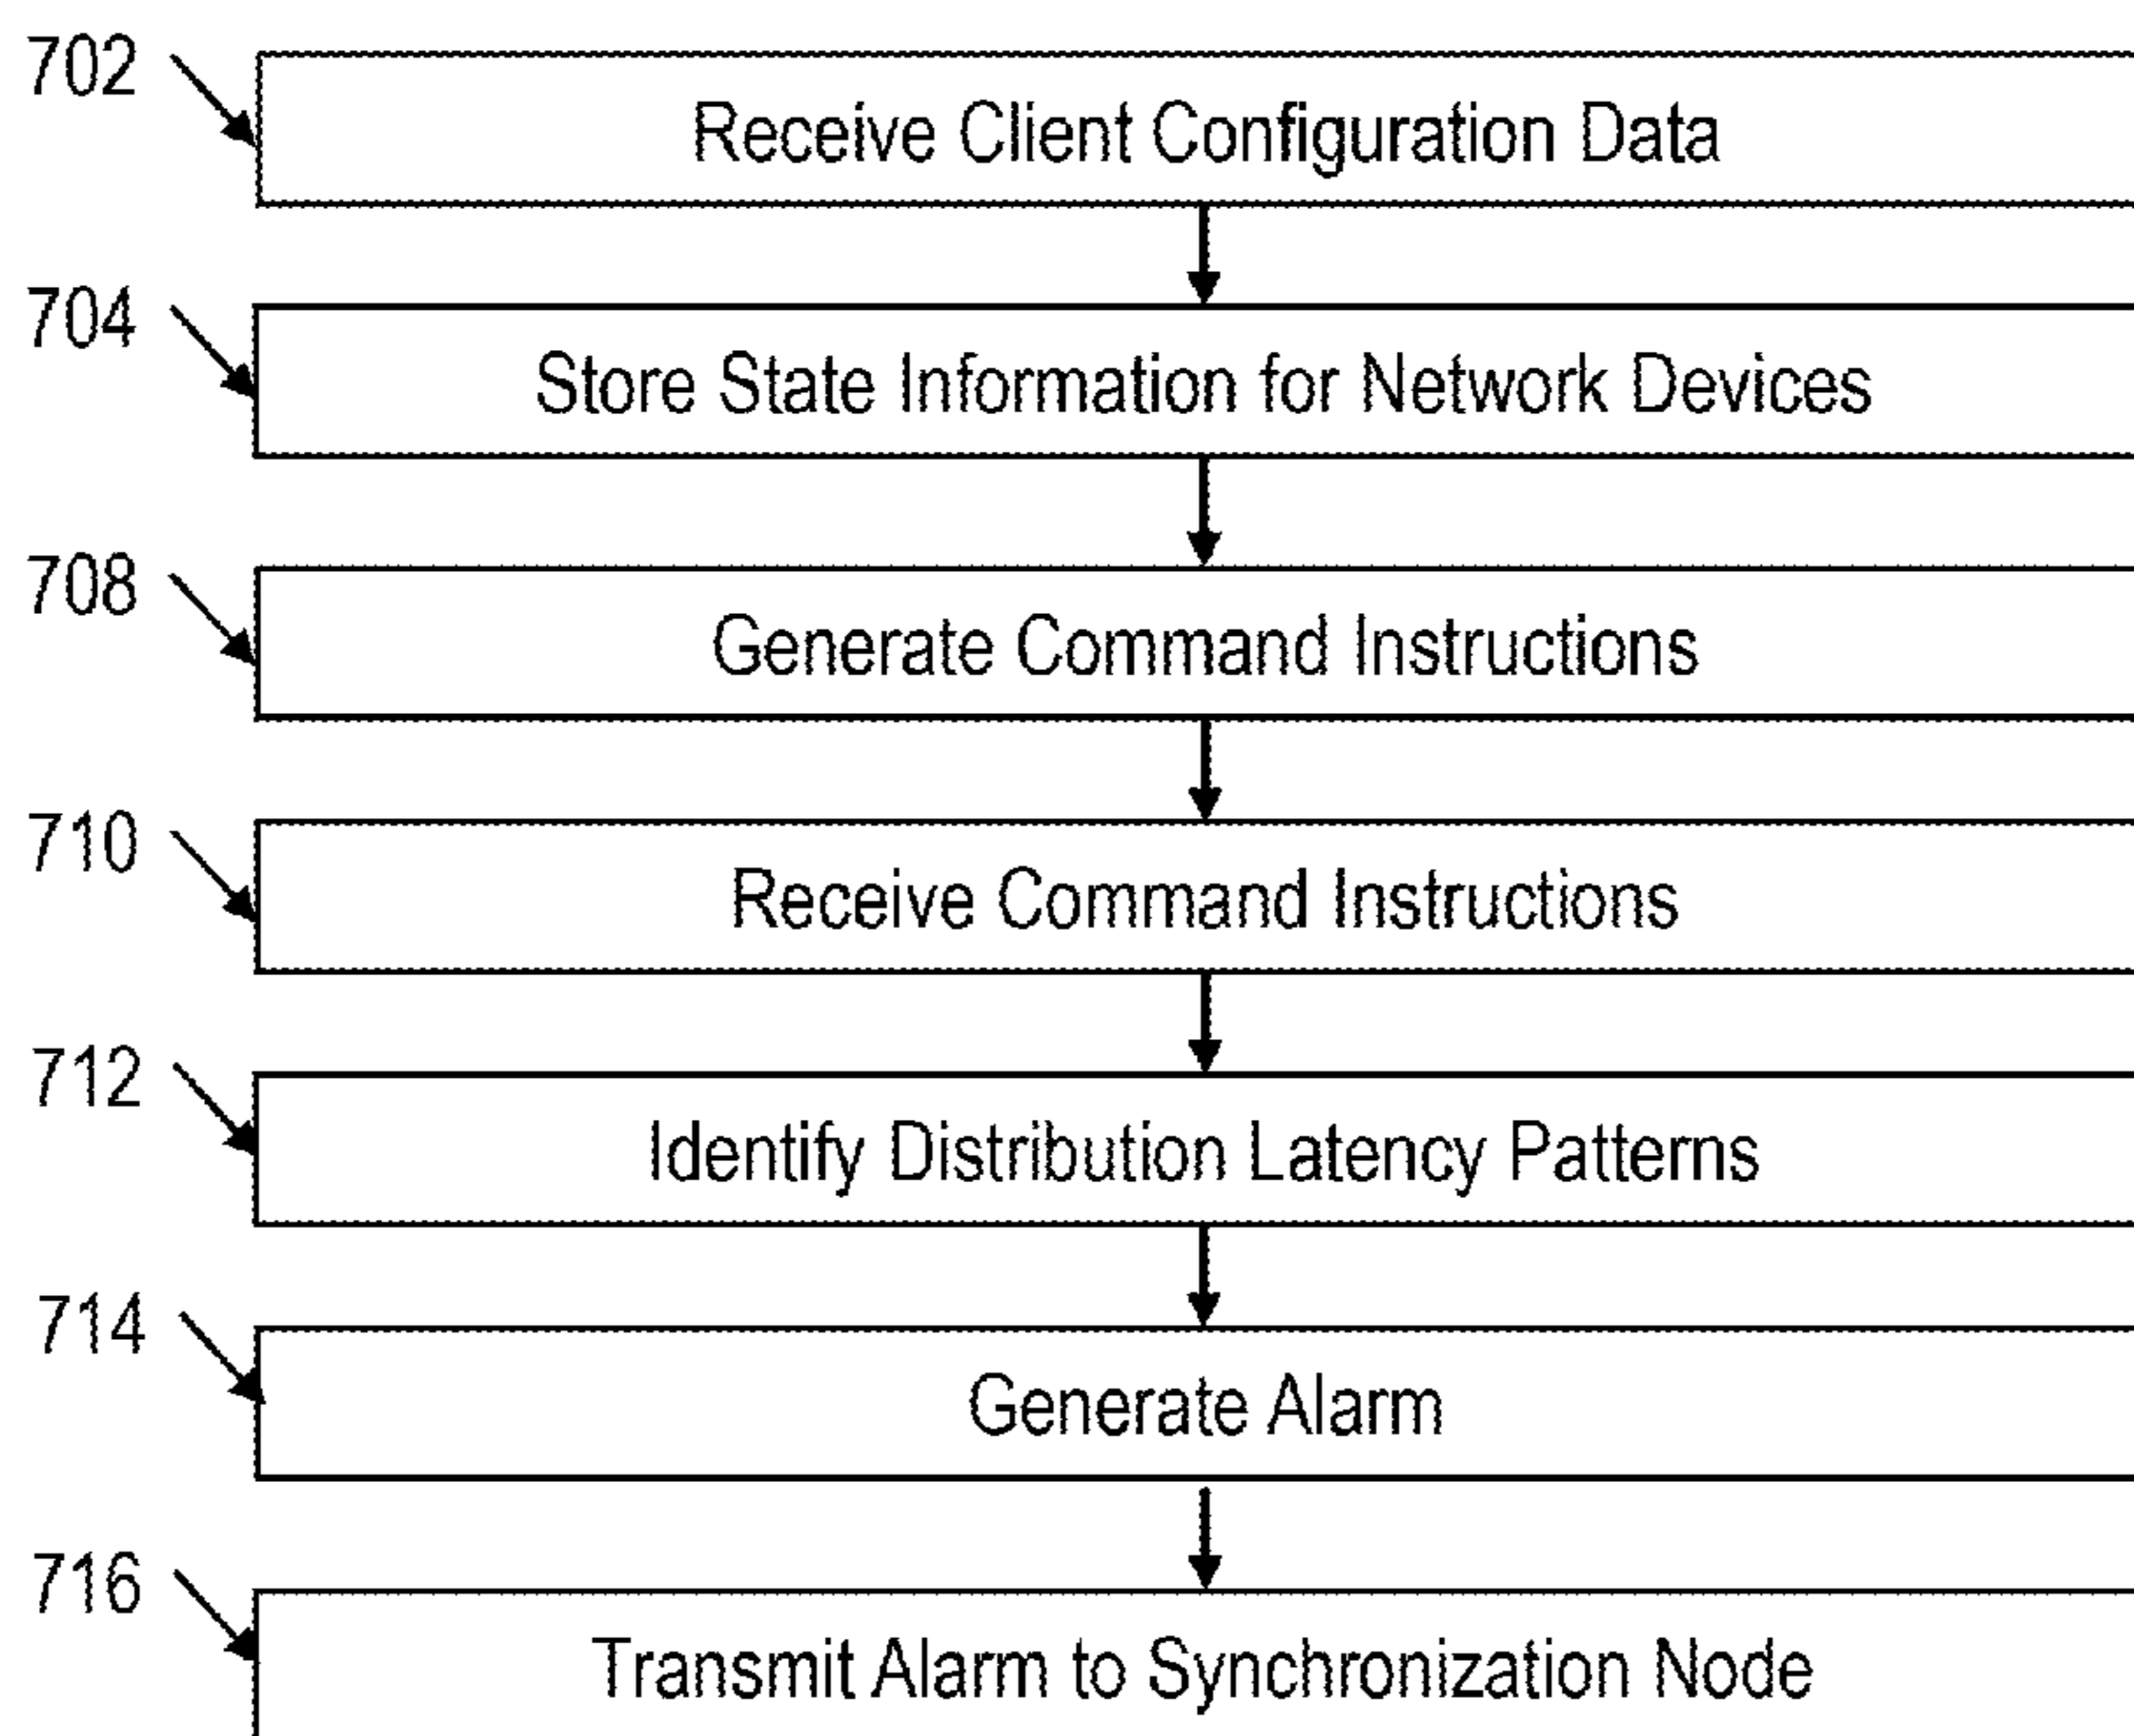 702
Receive Client Configuration Data
704
Store State Information for Network Devices
708
Generate Command Instructions
710
Receive Command Instructions
712
Identify Distribution Latency Patterns
714
Generate Alarm
716
Transmit Alarm to Synchronization Node